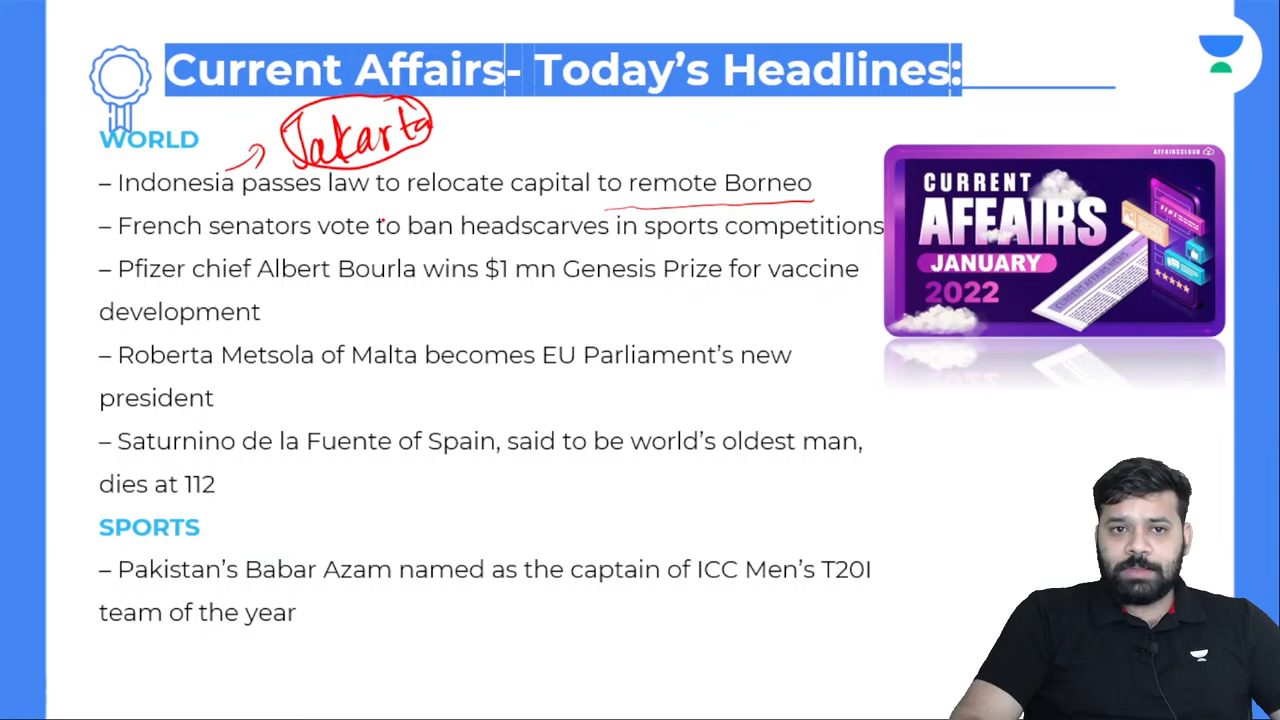 Current Affairs- Today's Headlines:
WORLD
Jakarta
– Indonesia passes law to relocate capital to remote Borneo
– French senators vote to ban headscarves in sports competitions
– Pfizer chief Albert Bourla wins $1 mn Genesis Prize for vaccine
development
– Roberta Metsola of Malta becomes EU Parliament's new
president
– Saturnino de la Fuente of Spain, said to be world's oldest man,
dies at 112
SPORTS
– Pakistan's Babar Azam named as the captain of ICC Men's T20I
team of the year
AFFAIRSCLOUD
CURRENT
AFFAIRS
JANUARY
2022